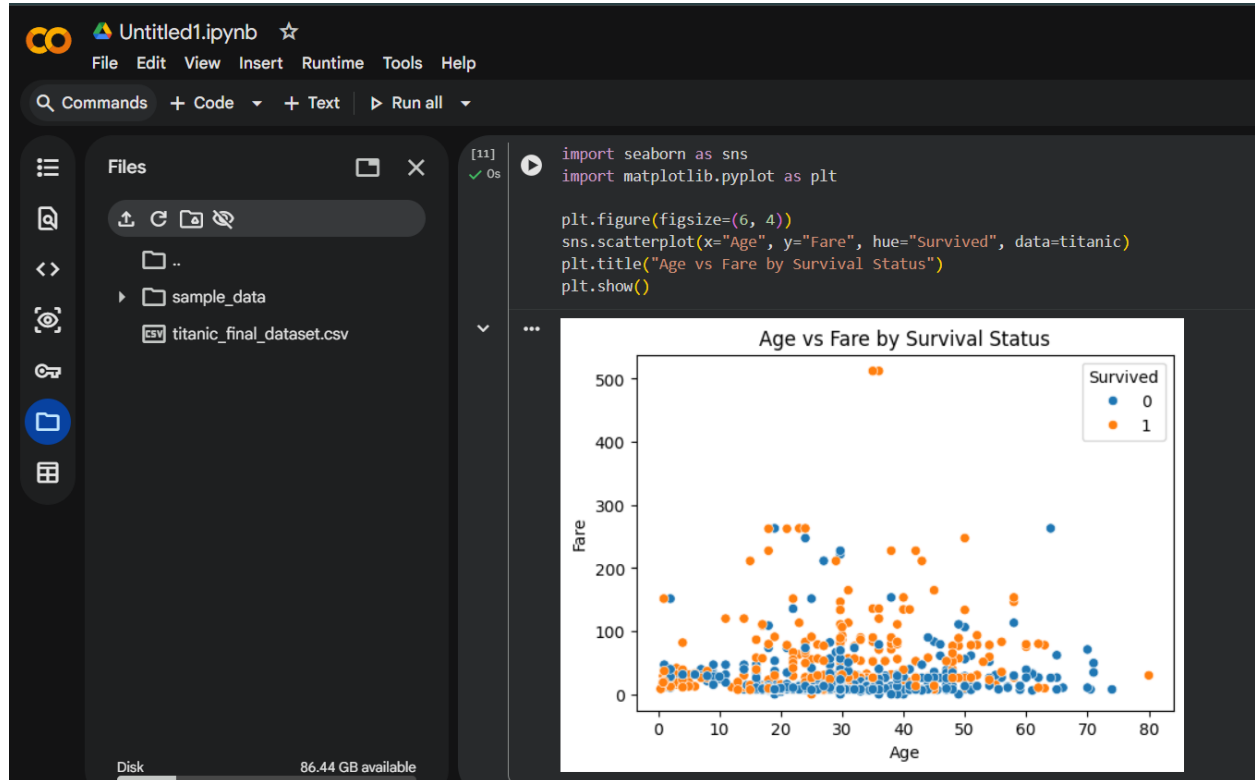 Untitled1.ipynb
File Edit View Insert Runtime Tools Help
Commands + Code + Text Run all
Files
..
sample_data
CSV titanic_final_dataset.csv
Disk 86.44 GB available
[11]
0s
import seaborn as sns
import matplotlib.pyplot as plt
plt.figure(figsize=(6, 4))
sns.scatterplot(x="Age", y="Fare", hue="Survived", data=titanic)
plt.title("Age vs Fare by Survival Status")
plt.show()
Age vs Fare by Survival Status
Survived
0
1
500
400
300
200
100
0
Fare
0 10 20 30 40 50 60 70 80
Age